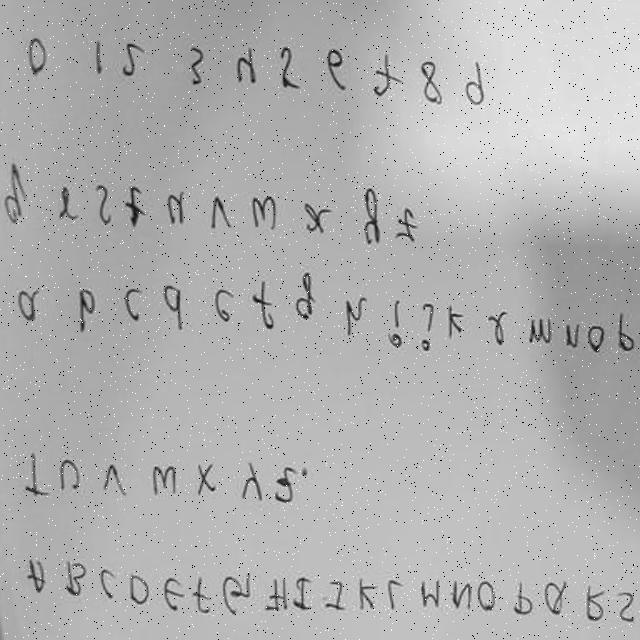 A B C D E F G H I J K L M N O P Q R S
T U V W X Y Z.
a b c d e f g h i j k l m n o p
q r s t u v w x y z
0 1 2 3 4 5 6 7 8 9